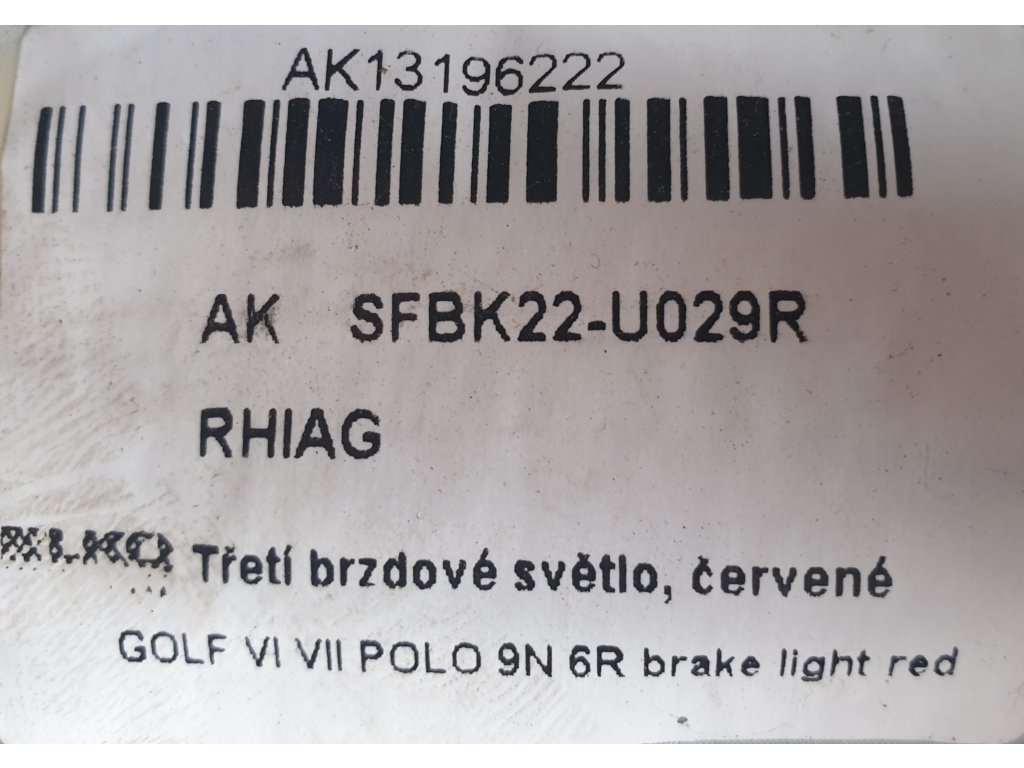 AK13196222
AK SFBK22-U029R
RHIAG
Třetí brzdové světlo, červené
GOLF VI VII POLO 9N 6R brake light red